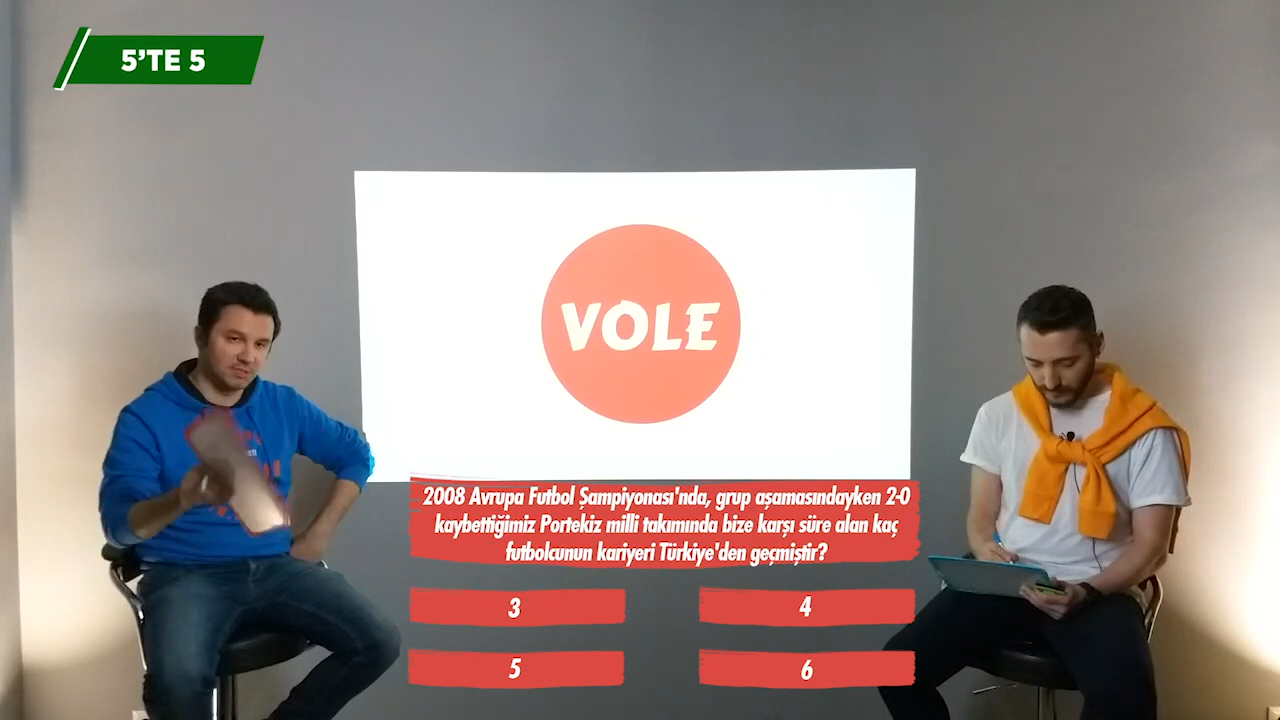 5'TE 5
VOLE
2008 Avrupa Futbol Şampiyonası'nda, grup aşamasındayken 2-0
kaybettiğimiz Portekiz milli takımında bize karşı süre alan kaç
futbolcunun kariyeri Türkiye'den geçmiştir?
3
4
5
6